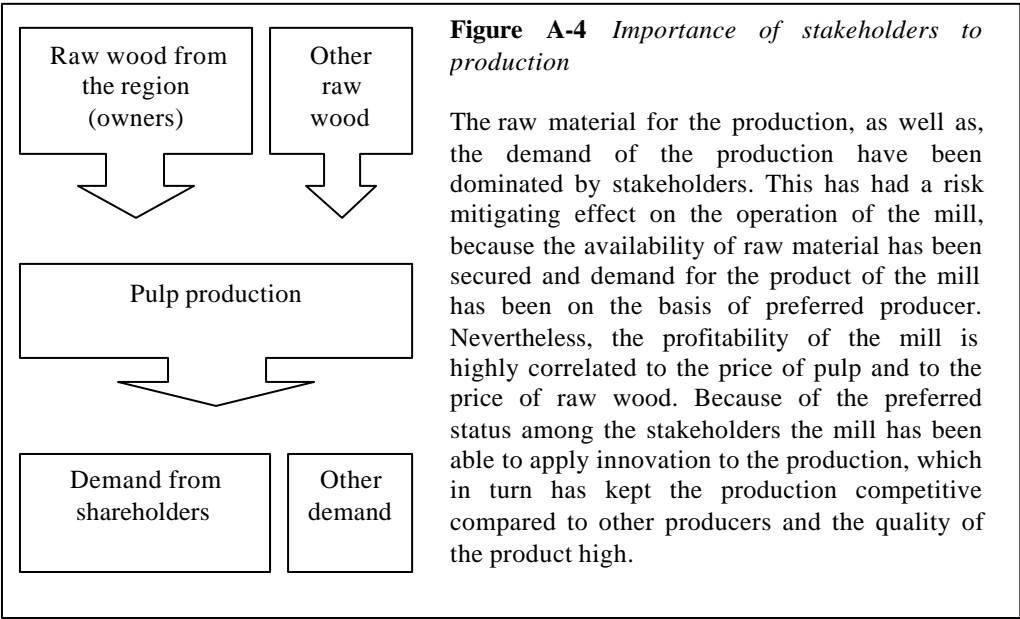 Raw wood from
the region
(owners)
Other
raw
wood
Pulp production
Demand from
shareholders
Other
demand
Figure A-4 Importance of stakeholders to
production
The raw material for the production, as well as,
the demand of the production have been
dominated by stakeholders. This has had a risk
mitigating effect on the operation of the mill,
because the availability of raw material has been
secured and demand for the product of the mill
has been on the basis of preferred producer.
Nevertheless, the profitability of the mill is
highly correlated to the price of pulp and to the
price of raw wood. Because of the preferred
status among the stakeholders the mill has been
able to apply innovation to the production, which
in turn has kept the production competitive
compared to other producers and the quality of
the product high.